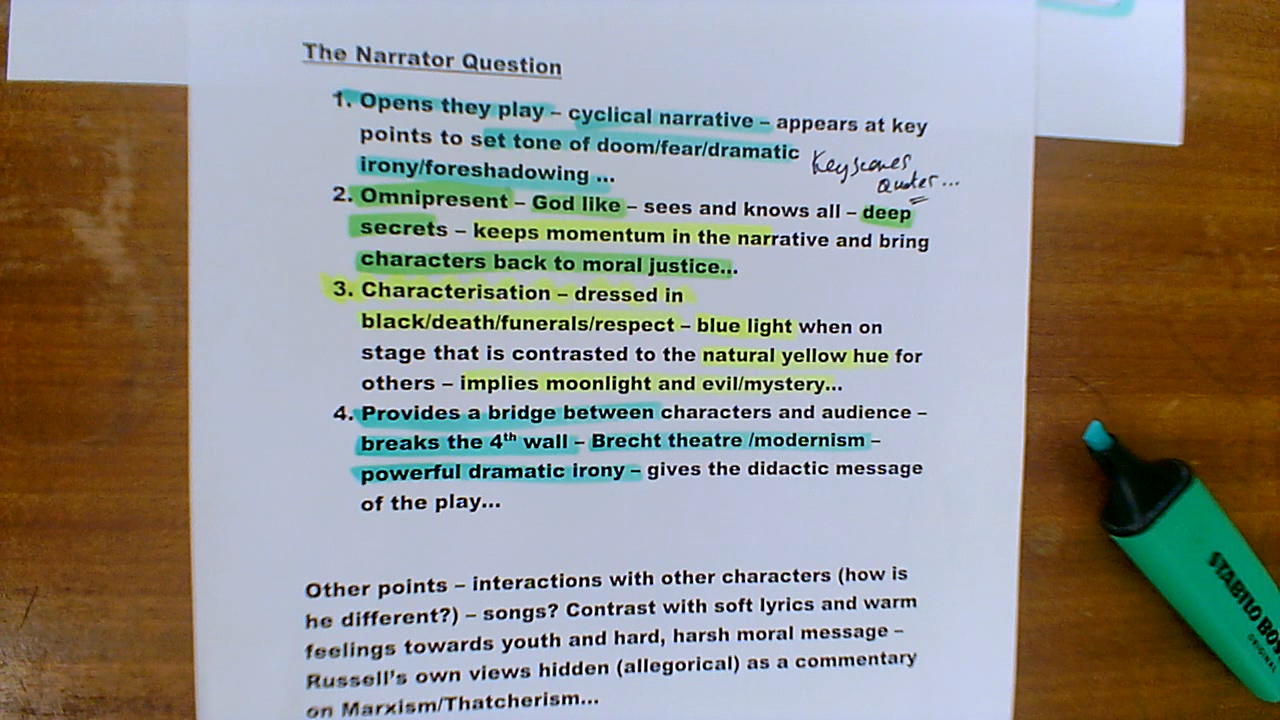 The Narrator Question
1. Opens they play – cyclical narrative – appears at key
points to set tone of doom/fear/dramatic
irony/foreshadowing ...
Key scenes
Quotes...
2. Omnipresent – God like – sees and knows all – deep
secrets – keeps momentum in the narrative and bring
characters back to moral justice...
3. Characterisation – dressed in
black/death/funerals/respect – blue light when on
stage that is contrasted to the natural yellow hue for
others – implies moonlight and evil/mystery...
4. Provides a bridge between characters and audience –
breaks the 4th wall – Brecht theatre /modernism –
powerful dramatic irony – gives the didactic message
of the play...
Other points – interactions with other characters (how is
he different?) – songs? Contrast with soft lyrics and warm
feelings towards youth and hard, harsh moral message –
Russell's own views hidden (allegorical) as a commentary
on Marxism/Thatcherism...
STABILO BOS
ORIGINAL